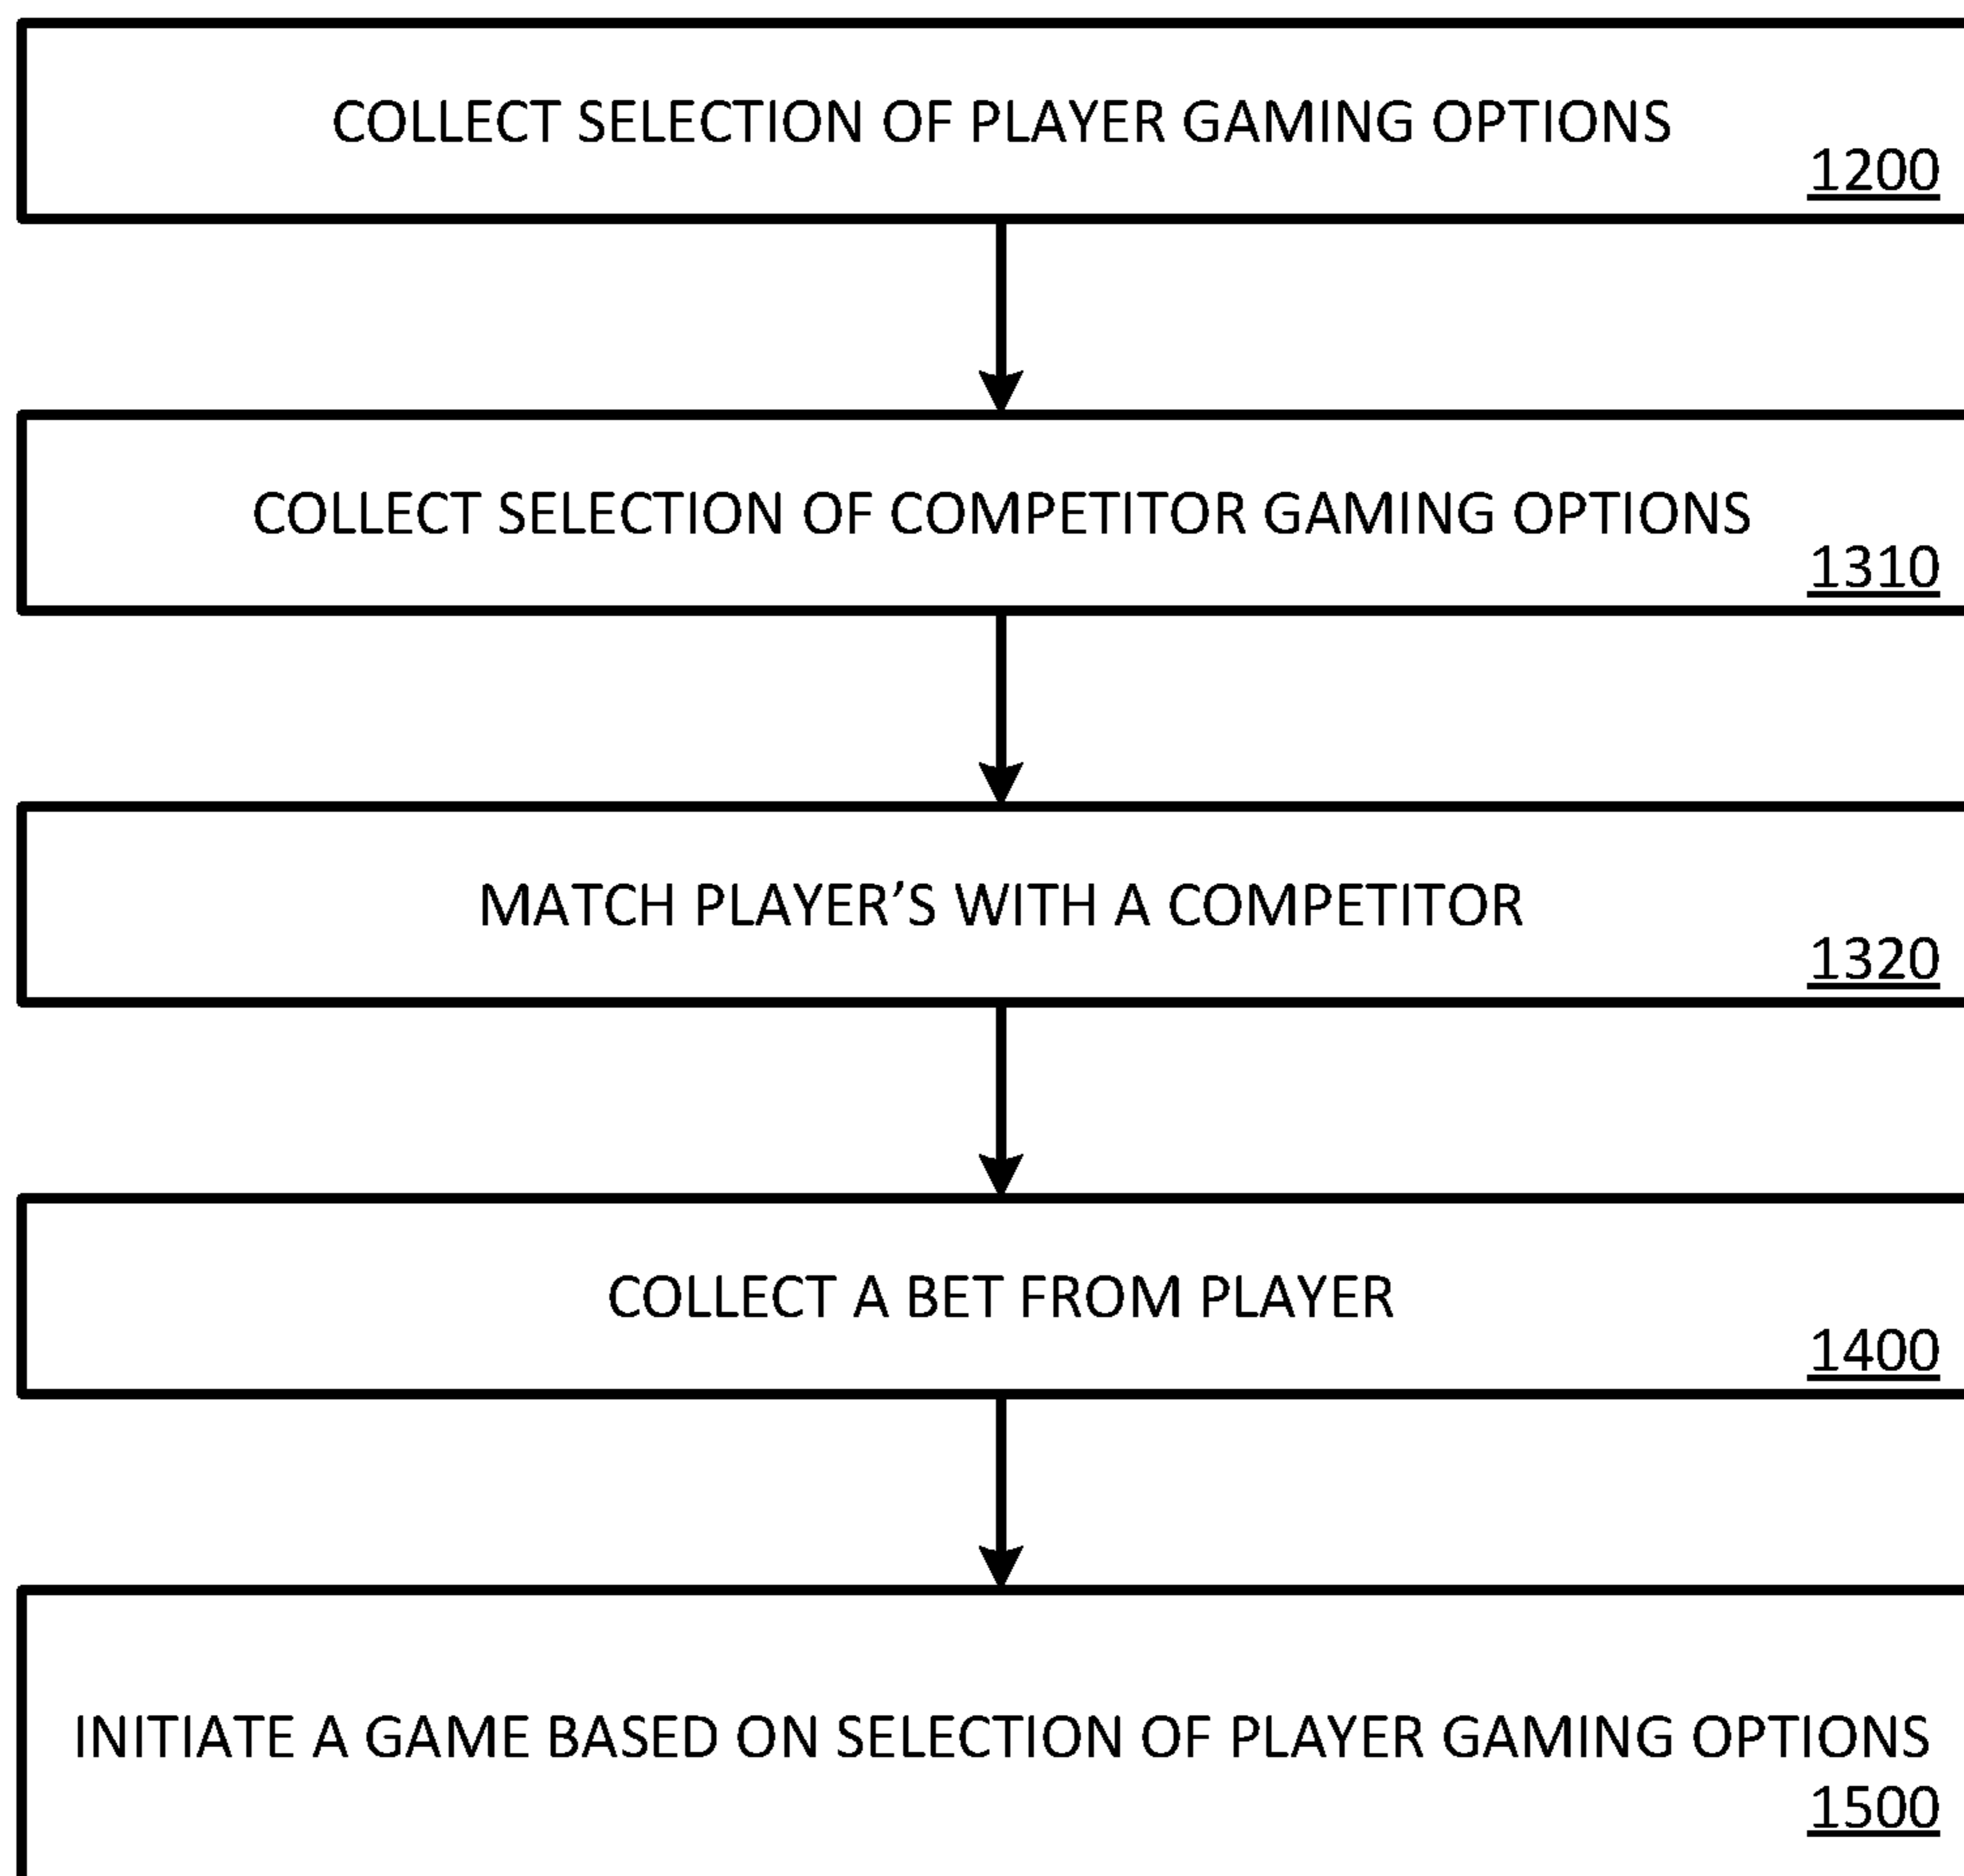 COLLECT SELECTION OF PLAYER GAMING OPTIONS
1200
COLLECT SELECTION OF COMPETITOR GAMING OPTIONS
1310
MATCH PLAYER’S WITH A COMPETITOR
1320
COLLECT A BET FROM PLAYER
1400
INITIATE A GAME BASED ON SELECTION OF PLAYER GAMING OPTIONS
1500